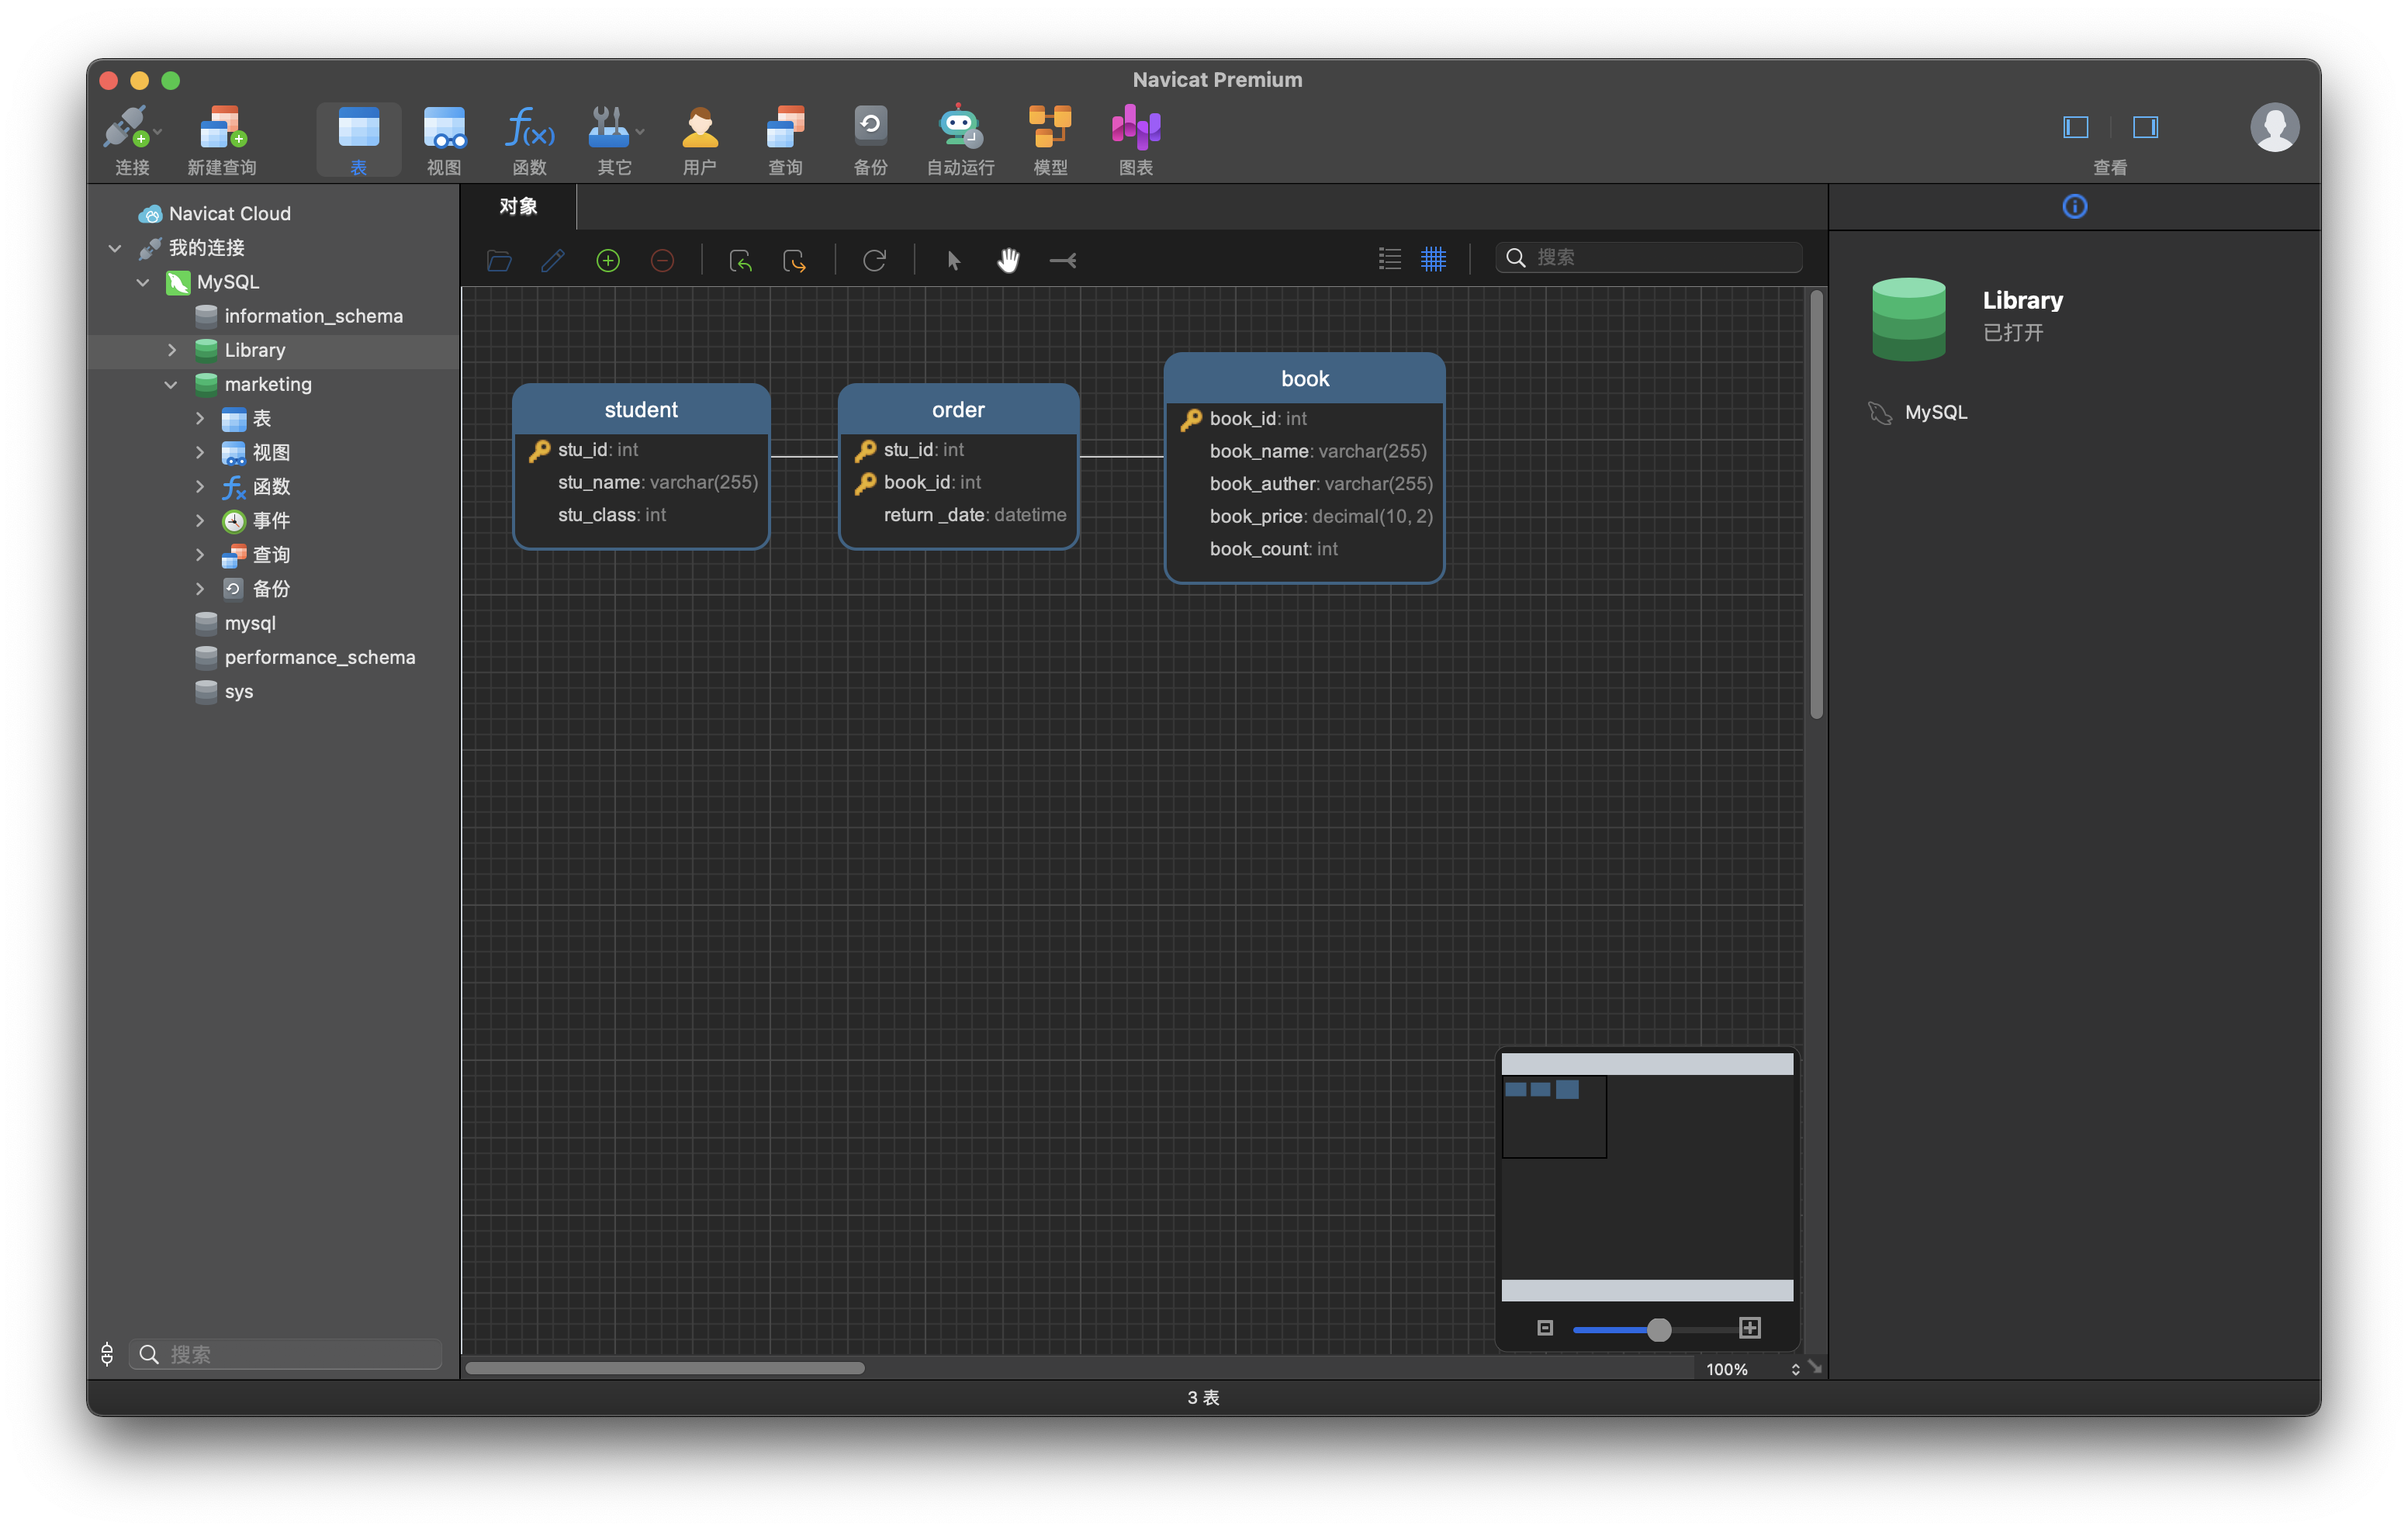 Navicat Premium
连接
新建查询
表
视图
函数
其它
用户
查询
备份
自动运行
模型
图表
查看
Navicat Cloud
我的连接
MySQL
information_schema
Library
marketing
表
视图
函数
事件
查询
备份
mysql
performance_schema
sys
搜索
对象
搜索
student
stu_id: int
stu_name: varchar(255)
stu_class: int
order
stu_id: int
book_id: int
return _date: datetime
book
book_id: int
book_name: varchar(255)
book_auther: varchar(255)
book_price: decimal(10, 2)
book_count: int
100%
Library
已打开
MySQL
3 表